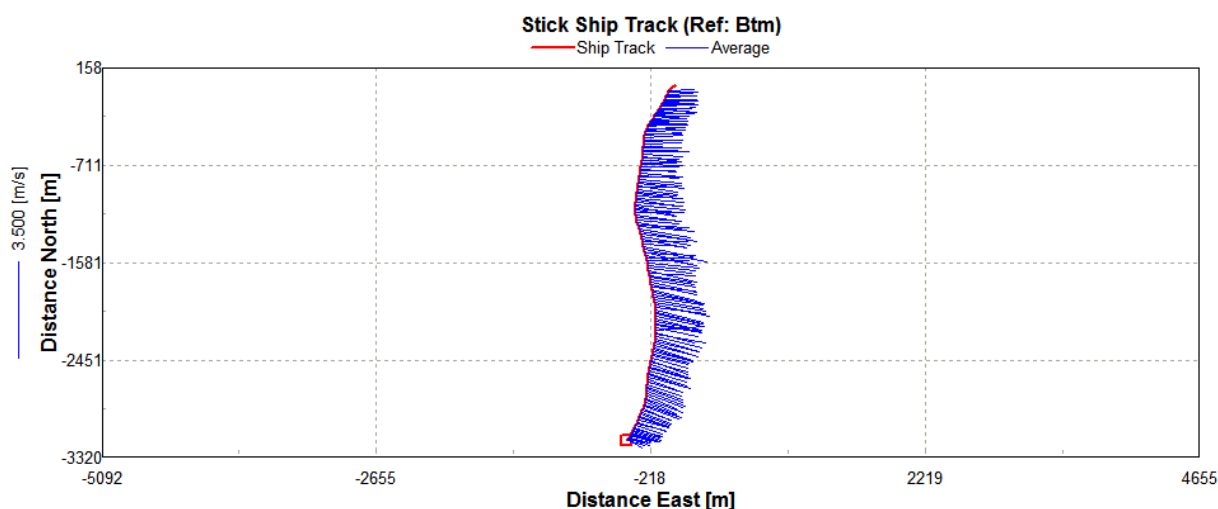 Stick Ship Track (Ref: Btm)
Ship Track Average
158
-711
-1581
-2451
-3320
Distance North [m]
3.500 [m/s]
-5092 -2655 -218 2219 4655
Distance East [m]